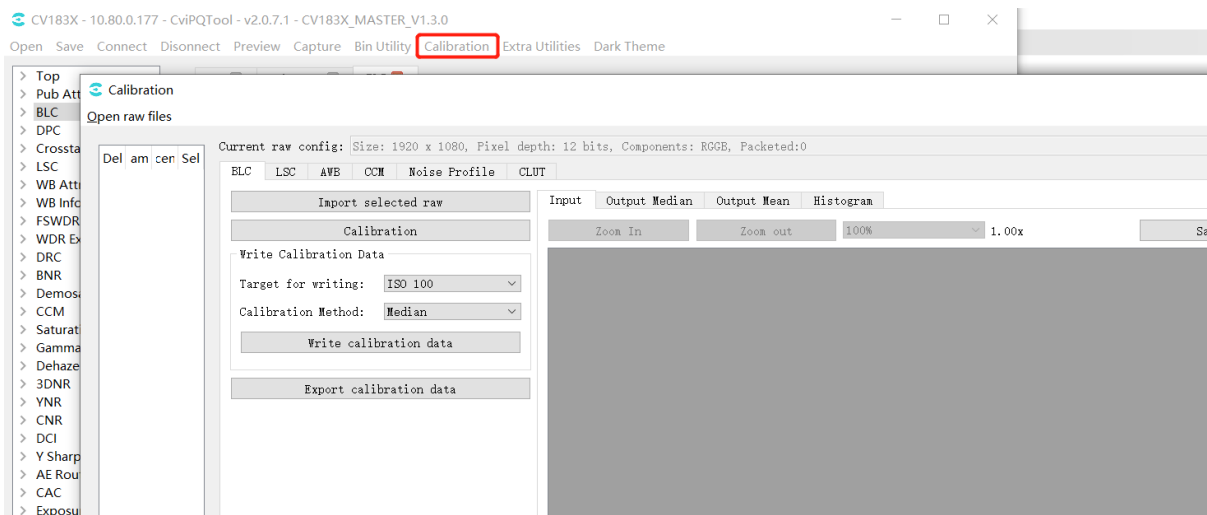 CV183X - 10.80.0.177 - CviPQTool - v2.0.7.1 - CV183X_MASTER_V1.3.0
Open Save Connect Disonnect Preview Capture Bin Utility Calibration Extra Utilities Dark Theme
Top
Pub Att
BLC
DPC
Crossta
LSC
WB Attr
WB Info
FSWDR
WDR Ex
DRC
BNR
Demosa
CCM
Saturat
Gamma
Dehaze
3DNR
YNR
CNR
DCI
Y Sharp
AE Rou
CAC
Exposu
Calibration
Open raw files
Del am cen Sel
Current raw config: Size: 1920 x 1080, Pixel depth: 12 bits, Components: RGGB, Packeted:0
BLC LSC AWB CCM Noise Profile CLUT
Import selected raw
Calibration
Write Calibration Data
Target for writing: ISO 100
Calibration Method: Median
Write calibration data
Export calibration data
Input Output Median Output Mean Histogram
Zoom In Zoom out 100% 1.00x Sa